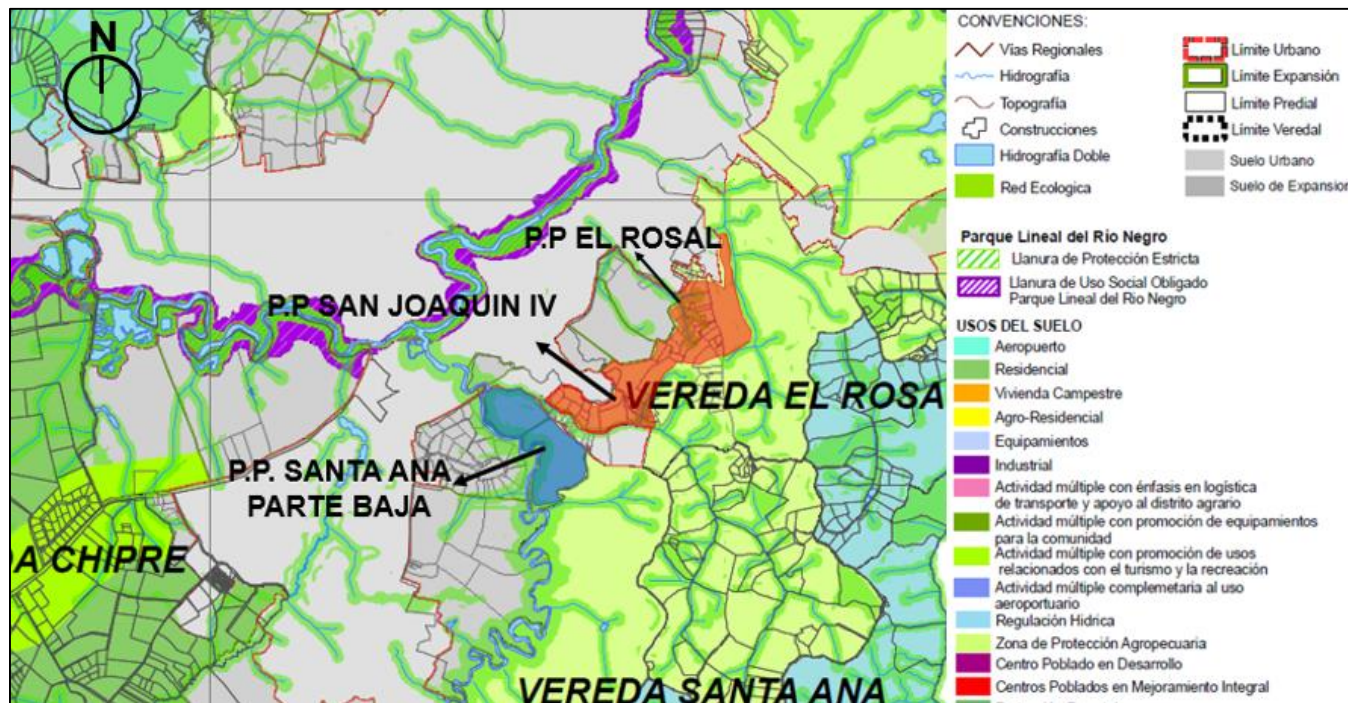 N
P.P EL ROSAL
P.P SAN JOAQUIN IV
VEREDA EL ROSA
P.P. SANTA ANA
PARTE BAJA
DA CHIPRE
VEREDA SANTA ANA
CONVENCIONES:
Vías Regionales
Hidrografía
Topografía
Construcciones
Hidrografía Doble
Red Ecologica
Límite Urbano
Límite Expansión
Límite Predial
Límite Veredal
Suelo Urbano
Suelo de Expansion
Parque Lineal del Río Negro
Llanura de Protección Estricta
Llanura de Uso Social Obligado
Parque Lineal del Río Negro
USOS DEL SUELO
Aeropuerto
Residencial
Vivienda Campestre
Agro-Residencial
Equipamientos
Industrial
Actividad múltiple con énfasis en logística
de transporte y apoyo al distrito agrario
Actividad múltiple con promoción de equipamientos
para la comunidad
Actividad múltiple con promoción de usos
relacionados con el turismo y la recreación
Actividad múltiple complemetaria al uso
aeroportuario
Regulación Hídrica
Zona de Protección Agropecuaria
Centro Poblado en Desarrollo
Centros Poblados en Mejoramiento Integral